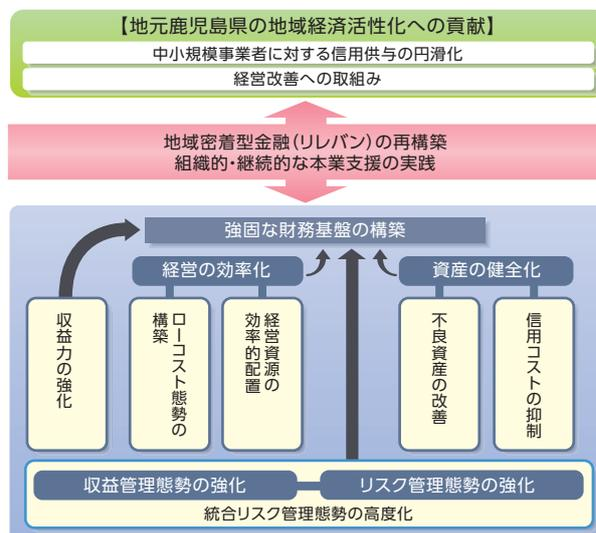 【地元鹿児島県の地域経済活性化への貢献】
中小規模事業者に対する信用供与の円滑化
経営改善への取組み
地域密着型金融(リレバン)の再構築
組織的・継続的な本業支援の実践
強固な財務基盤の構築
経営の効率化
資産の健全化
収益力の強化
ローコスト態勢の
構築
経営資源の
効率的配置
不良資産の改善
信用コストの抑制
収益管理態勢の強化
リスク管理態勢の強化
統合リスク管理態勢の高度化